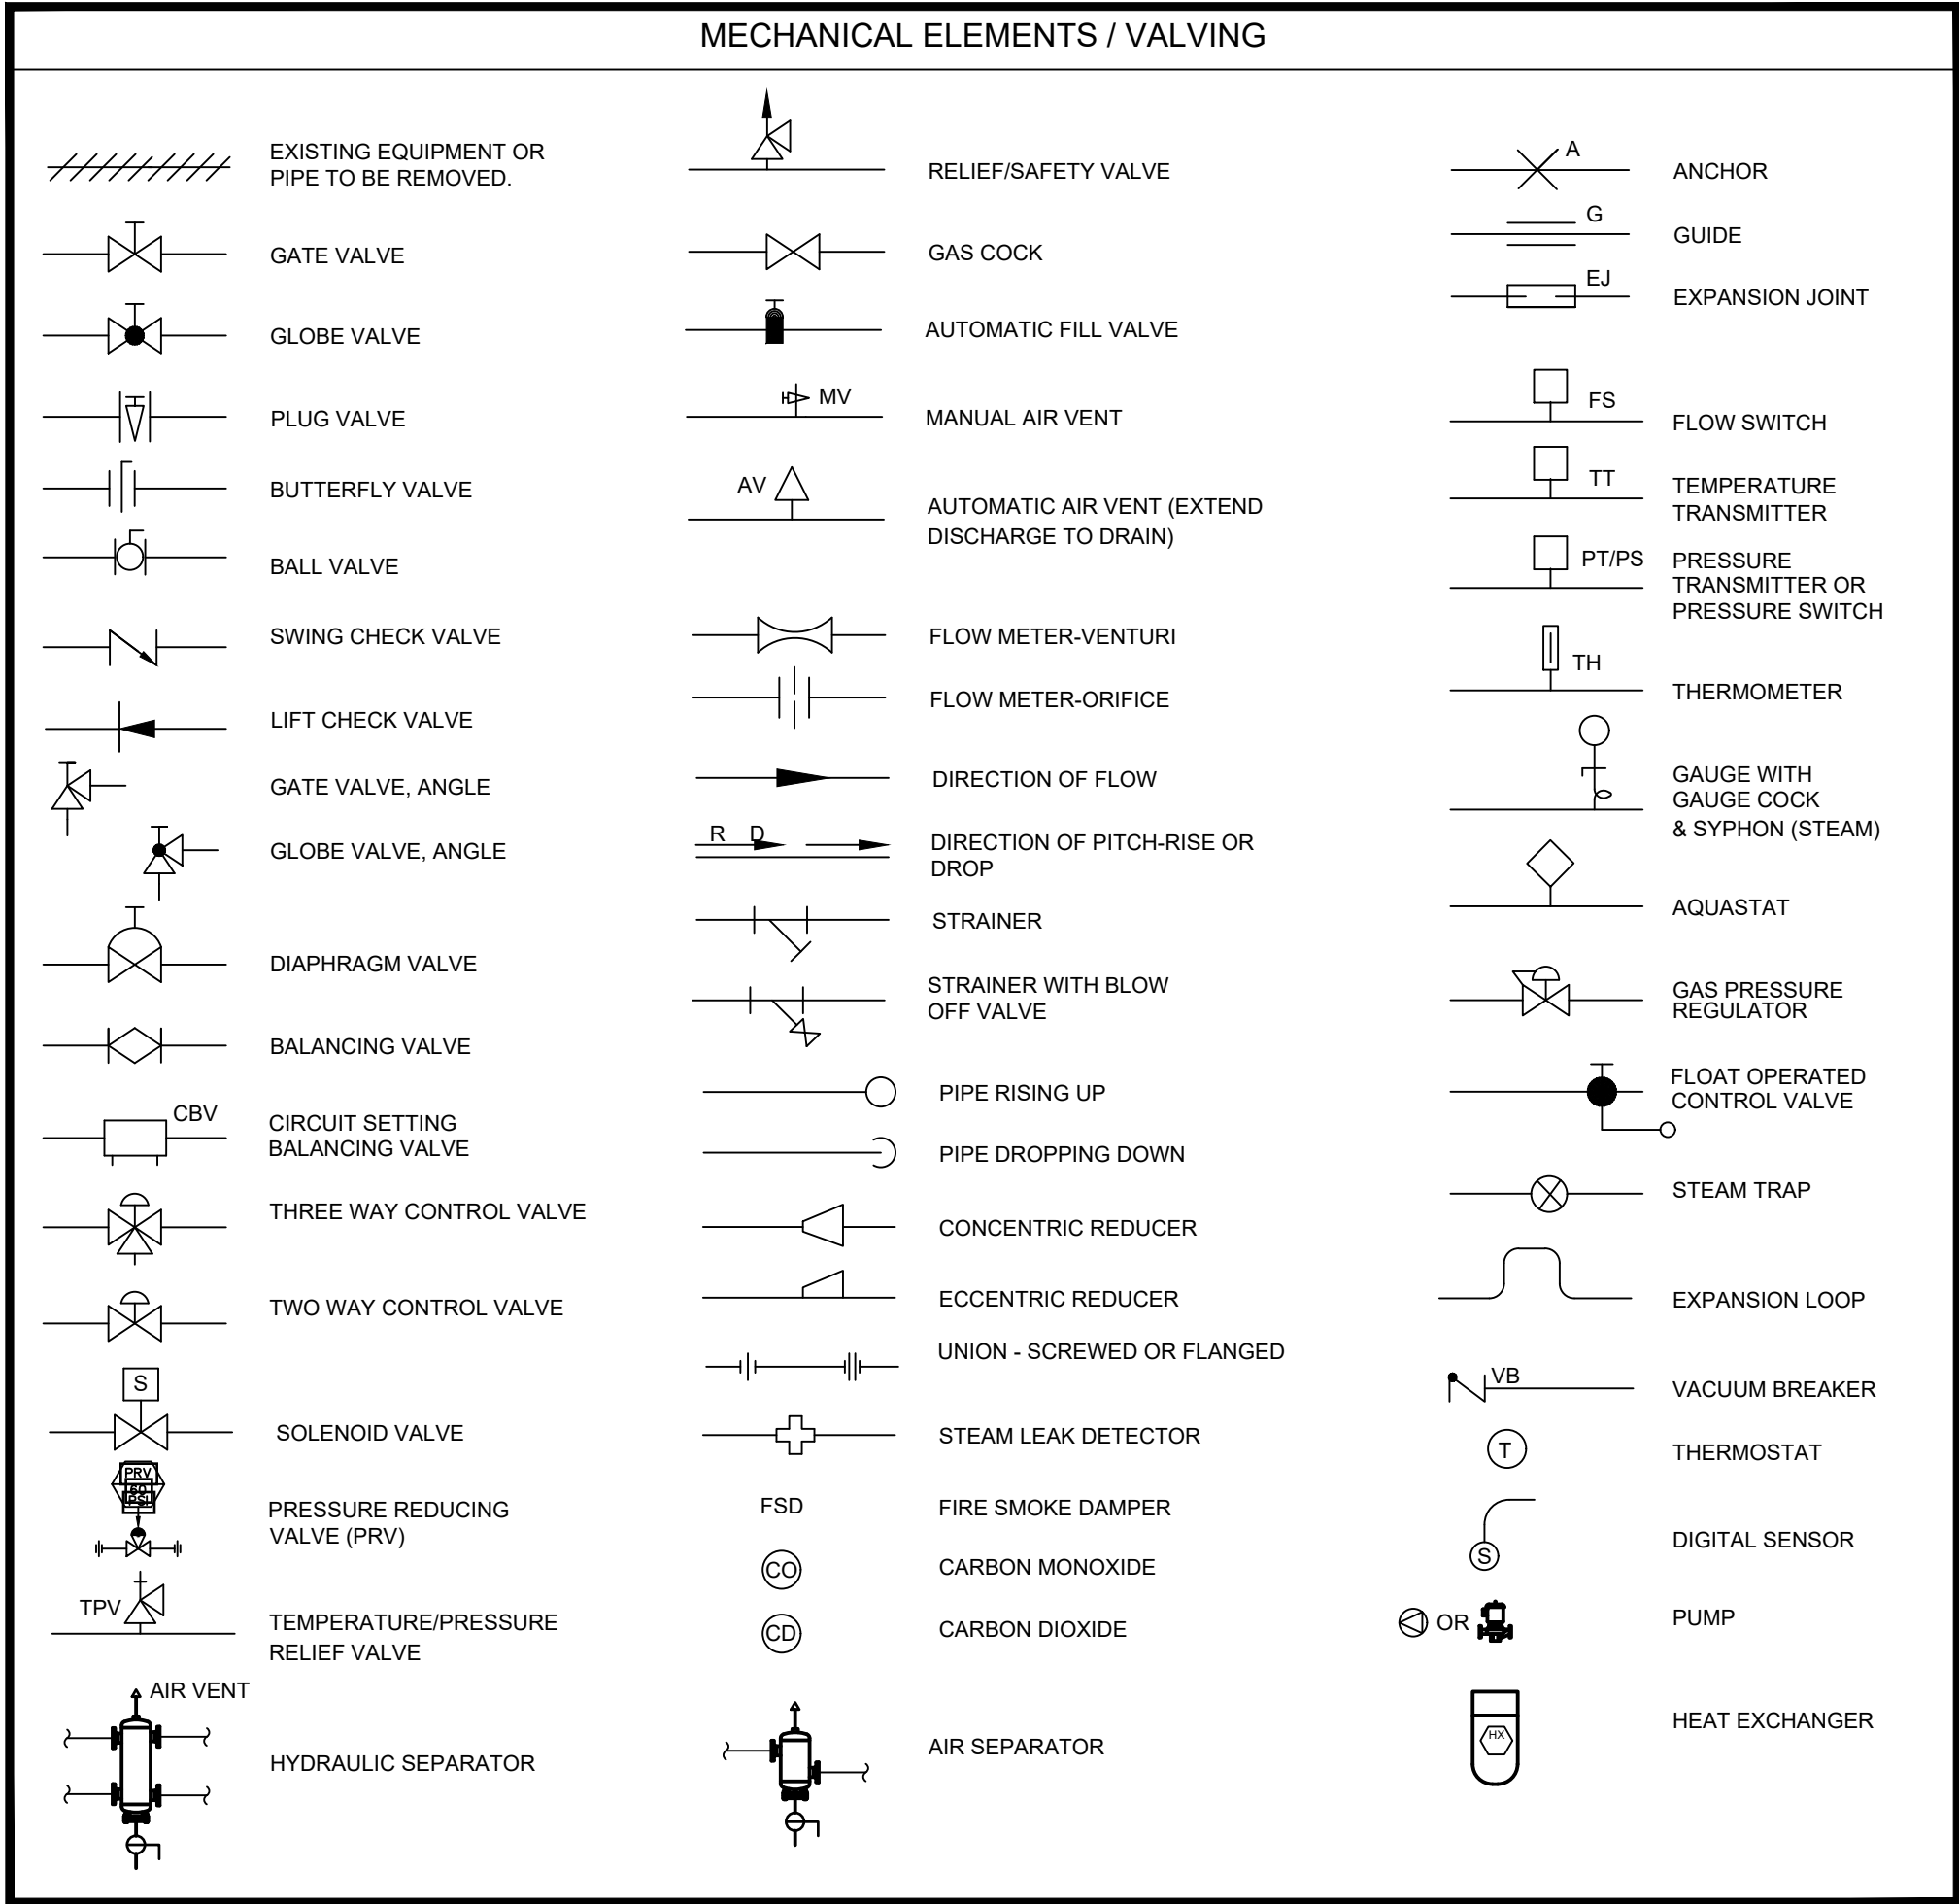 MECHANICAL ELEMENTS / VALVING
EXISTING EQUIPMENT OR
PIPE TO BE REMOVED.
GATE VALVE
GLOBE VALVE
PLUG VALVE
BUTTERFLY VALVE
BALL VALVE
SWING CHECK VALVE
LIFT CHECK VALVE
GATE VALVE, ANGLE
GLOBE VALVE, ANGLE
DIAPHRAGM VALVE
BALANCING VALVE
CBV
CIRCUIT SETTING
BALANCING VALVE
THREE WAY CONTROL VALVE
TWO WAY CONTROL VALVE
S
SOLENOID VALVE
PRV
60
PSI
PRESSURE REDUCING
VALVE (PRV)
TPV
TEMPERATURE/PRESSURE
RELIEF VALVE
AIR VENT
HYDRAULIC SEPARATOR
RELIEF/SAFETY VALVE
GAS COCK
AUTOMATIC FILL VALVE
MV
MANUAL AIR VENT
AV
AUTOMATIC AIR VENT (EXTEND
DISCHARGE TO DRAIN)
FLOW METER-VENTURI
FLOW METER-ORIFICE
DIRECTION OF FLOW
R D
DIRECTION OF PITCH-RISE OR
DROP
STRAINER
STRAINER WITH BLOW
OFF VALVE
PIPE RISING UP
PIPE DROPPING DOWN
CONCENTRIC REDUCER
ECCENTRIC REDUCER
UNION - SCREWED OR FLANGED
STEAM LEAK DETECTOR
FSD
FIRE SMOKE DAMPER
CO
CARBON MONOXIDE
CD
CARBON DIOXIDE
AIR SEPARATOR
A
ANCHOR
G
GUIDE
EJ
EXPANSION JOINT
FS
FLOW SWITCH
TT
TEMPERATURE
TRANSMITTER
PT/PS
PRESSURE
TRANSMITTER OR
PRESSURE SWITCH
TH
THERMOMETER
GAUGE WITH
GAUGE COCK
& SYPHON (STEAM)
AQUASTAT
GAS PRESSURE
REGULATOR
FLOAT OPERATED
CONTROL VALVE
STEAM TRAP
EXPANSION LOOP
VB
VACUUM BREAKER
T
THERMOSTAT
S
DIGITAL SENSOR
OR
PUMP
HX
HEAT EXCHANGER